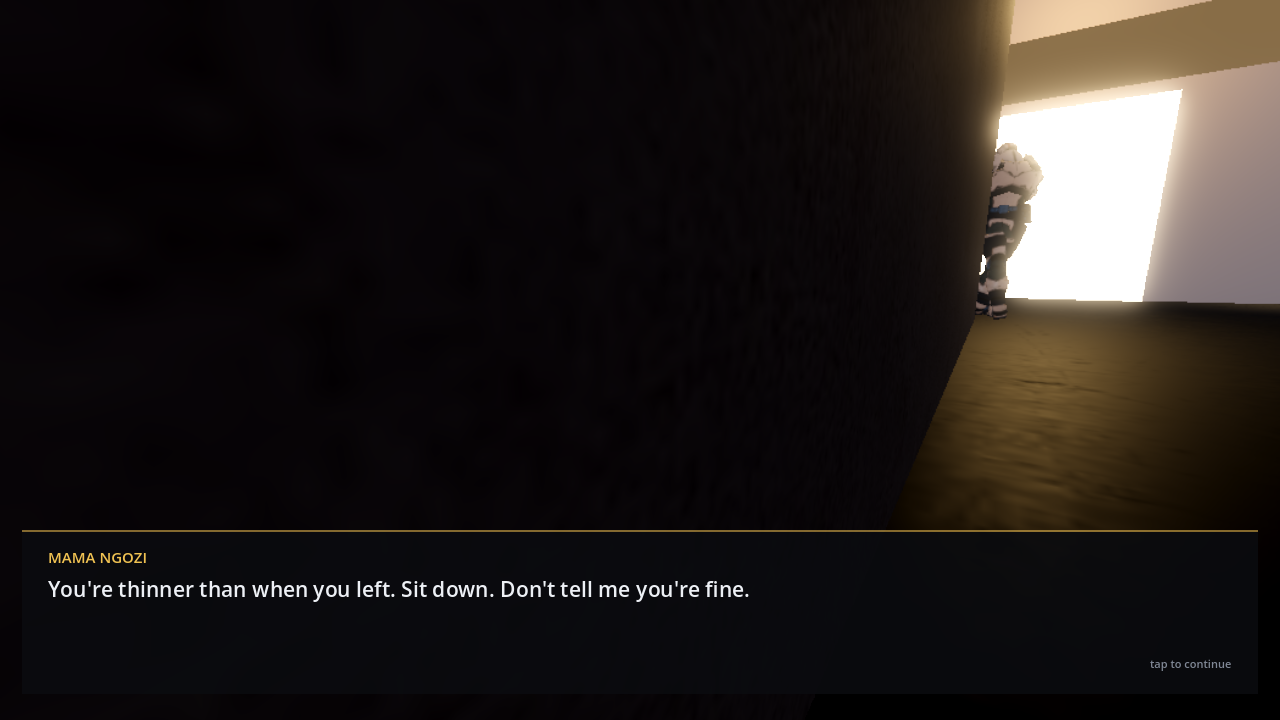 MAMA NGOZI
You're thinner than when you left. Sit down. Don't tell me you're fine.
tap to continue